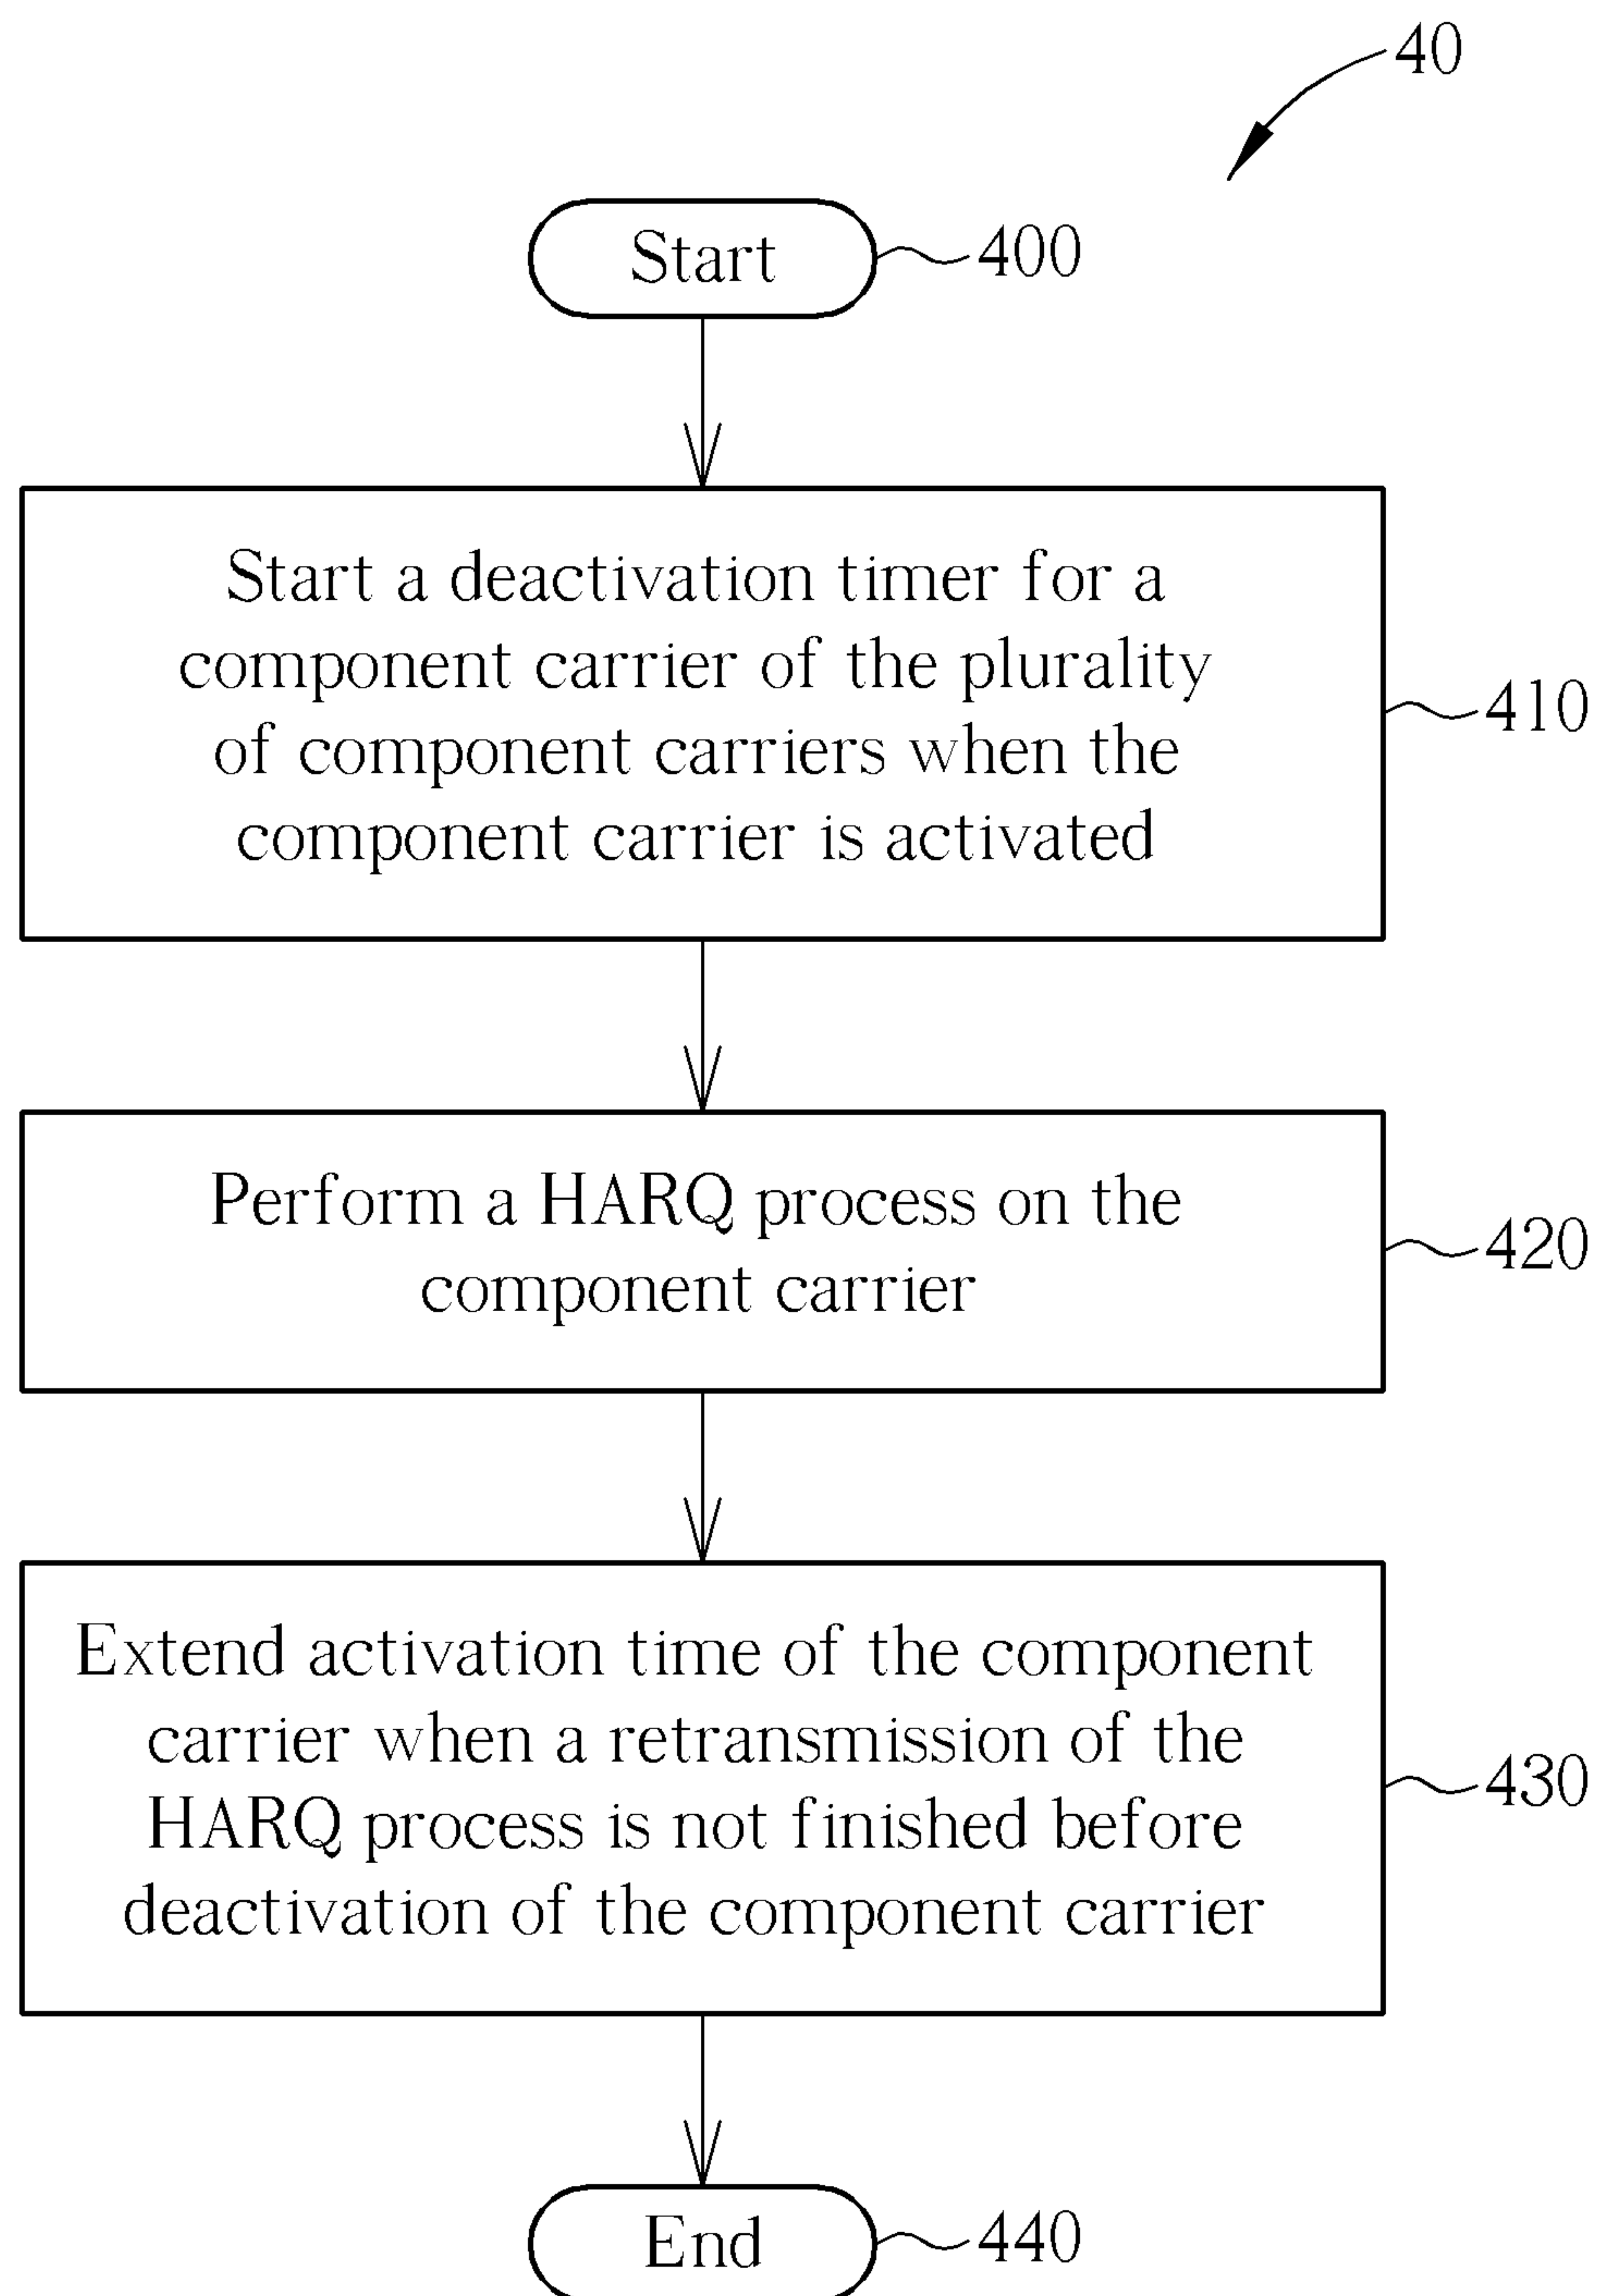 40
Start
400
Start a deactivation timer for a
component carrier of the plurality
of component carriers when the
component carrier is activated
410
Perform a HARQ process on the
component carrier
420
Extend activation time of the component
carrier when a retransmission of the
HARQ process is not finished before
deactivation of the component carrier
430
End
440